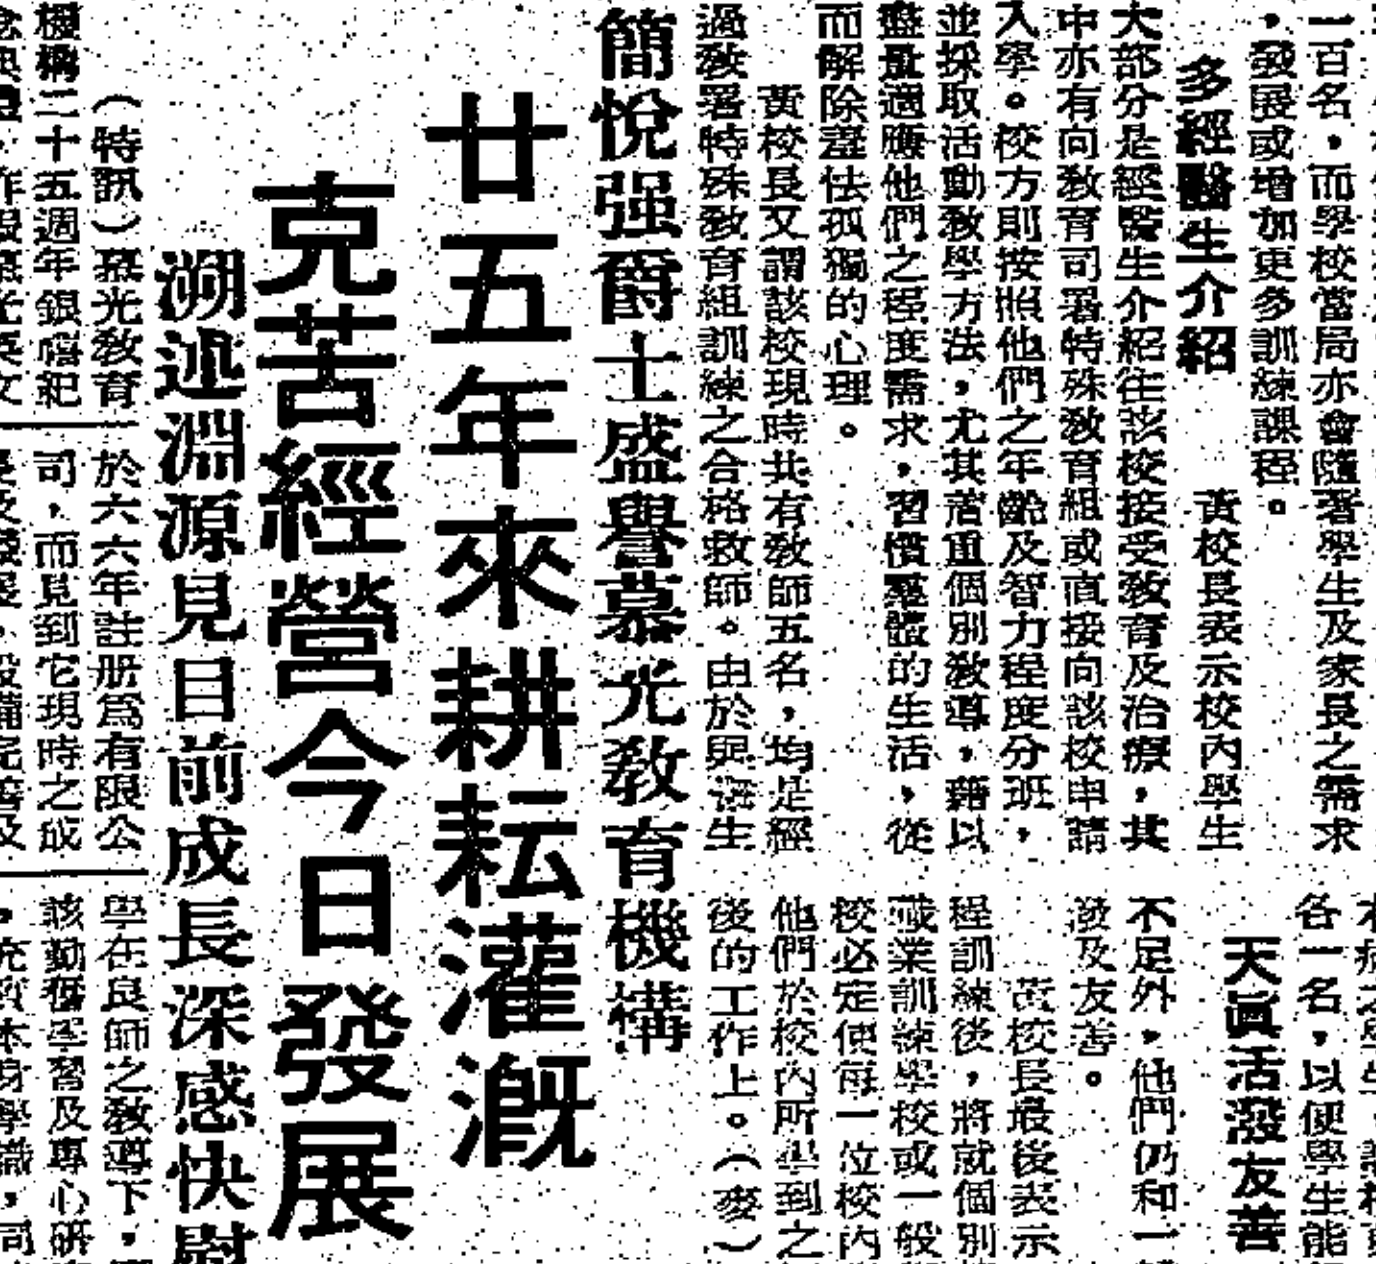 一百名，而學校當局亦會隨著學生及家長之需求
，發展或增加更多訓練課程。
多經醫生介紹
黃校長表示校內學生
大部分是經醫生介紹往該校接受教育及治療，其
中亦有向教育司署特殊教育組或直接向該校申請
入學。校方則按照他們之年齡及智力程度分班，
並採取活動教學方法，尤其着重個別教導，藉以
盡量適應他們之程度需求，習慣羣體的生活，從
而解除羞怯孤獨的心理。
黃校長又謂該校現時共有教師五名，均是經
過教署特殊教育組訓練之合格教師。由於與
各一名，以便學生能
天眞活潑友善
不足外，他們仍和一
潑及友善。
黃校長最後表示
程訓練後，將就個別
職業訓練學校或一般
校必定使每一位校內
他們於校內所學到之
後的工作上。（麥）
簡悅强爵士盛譽慕光敎育機構
廿五年來耕耘灌溉
克苦經營今日發展
溯述淵源見目前成長深感快慰
（特訊）慕光敎育
機構二十五週年銀禧紀
於六六年註册爲有限公
司，而見到它現時之成
學在良師之敎導下，
該勤奮學習及專心研